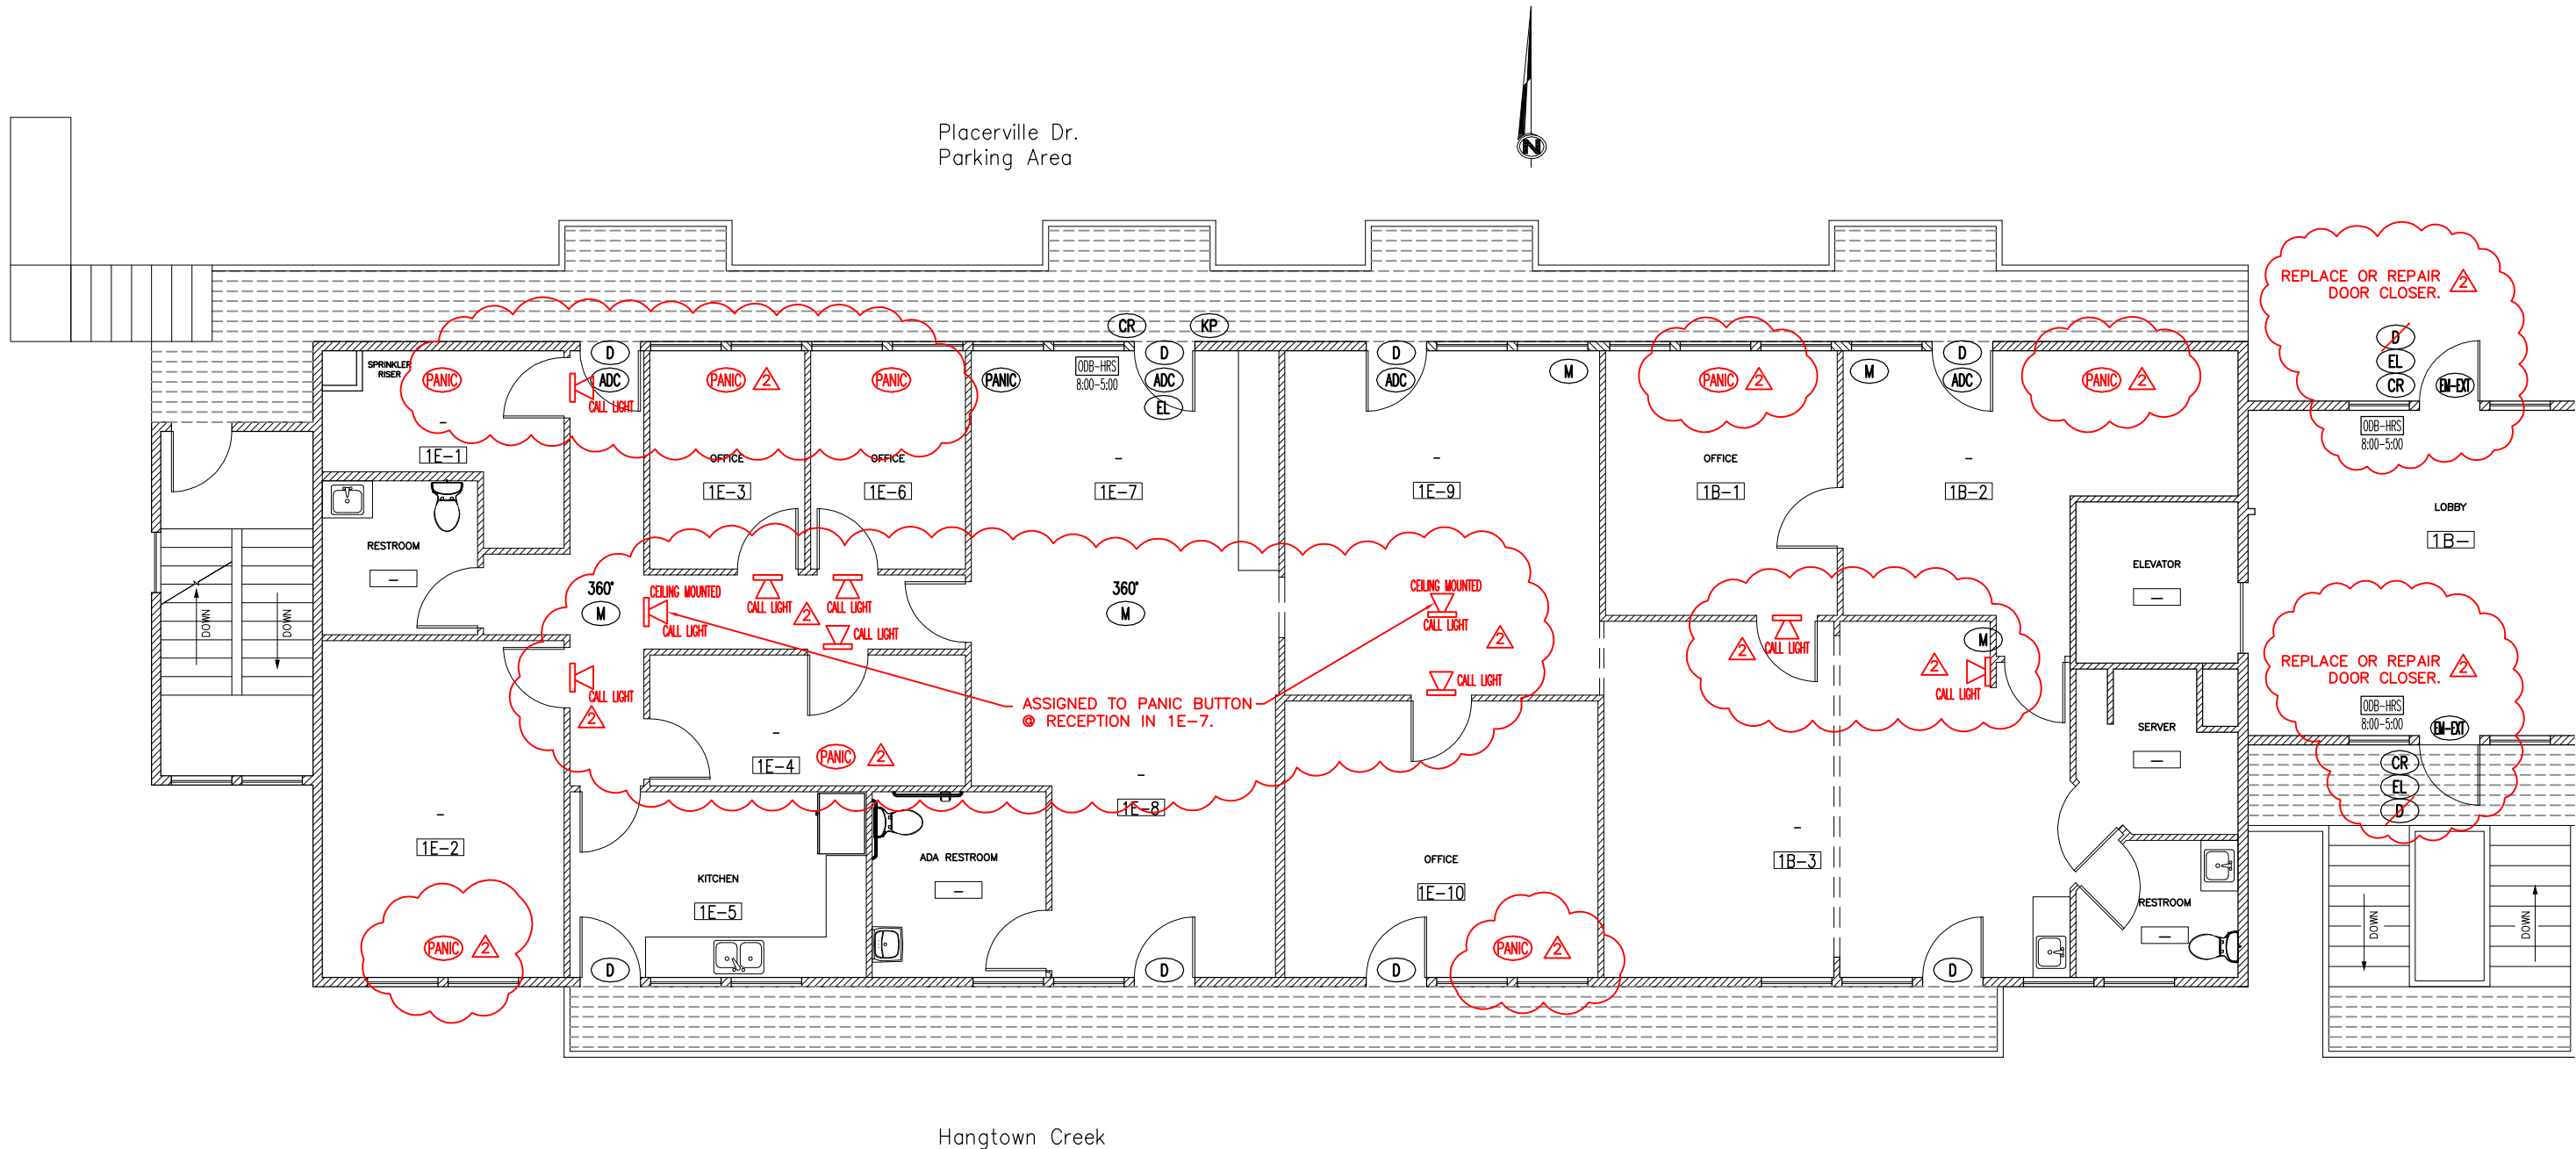 Placerville Dr.
Parking Area
N
REPLACE OR REPAIR
DOOR CLOSER.
2
D
EL
CR
EM-EXT
ODB-HRS
8:00-5:00
CR
KP
SPRINKLER
RISER
PANIC
D
ADC
CALL LIGHT
PANIC
2
PANIC
PANIC
ODB-HRS
8:00-5:00
D
ADC
EL
D
ADC
M
PANIC
2
M
D
ADC
PANIC
2
–
1E-1
OFFICE
1E-3
OFFICE
1E-6
–
1E-7
–
1E-9
OFFICE
1B-1
–
1B-2
LOBBY
1B-
RESTROOM
–
ELEVATOR
–
DOWN
DOWN
360°
M
CEILING MOUNTED
CALL LIGHT
CALL LIGHT
2
CALL LIGHT
CALL LIGHT
360°
M
CEILING MOUNTED
CALL LIGHT
2
CALL LIGHT
2
CALL LIGHT
M
2
CALL LIGHT
CALL LIGHT
2
ASSIGNED TO PANIC BUTTON
@ RECEPTION IN 1E-7.
REPLACE OR REPAIR
DOOR CLOSER.
2
ODB-HRS
8:00-5:00
EM-EXT
CR
EL
D
–
1E-4
PANIC
2
–
1E-8
SERVER
–
–
1E-2
KITCHEN
1E-5
ADA RESTROOM
–
OFFICE
1E-10
–
1B-3
RESTROOM
–
DOWN
DOWN
PANIC
2
PANIC
2
D
D
D
D
Hangtown Creek